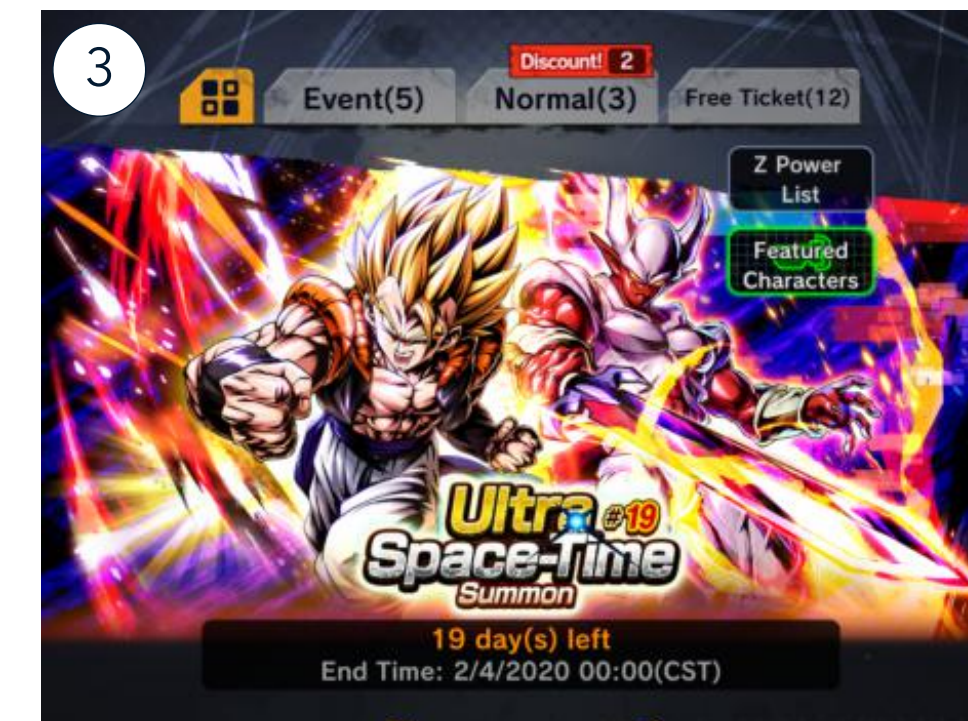 3
Discount! 2
Event(5)
Normal(3)
Free Ticket(12)
Z Power
List
Featured
Characters
Ultra #19
Space-Time
Summon
19 day(s) left
End Time: 2/4/2020 00:00(CST)